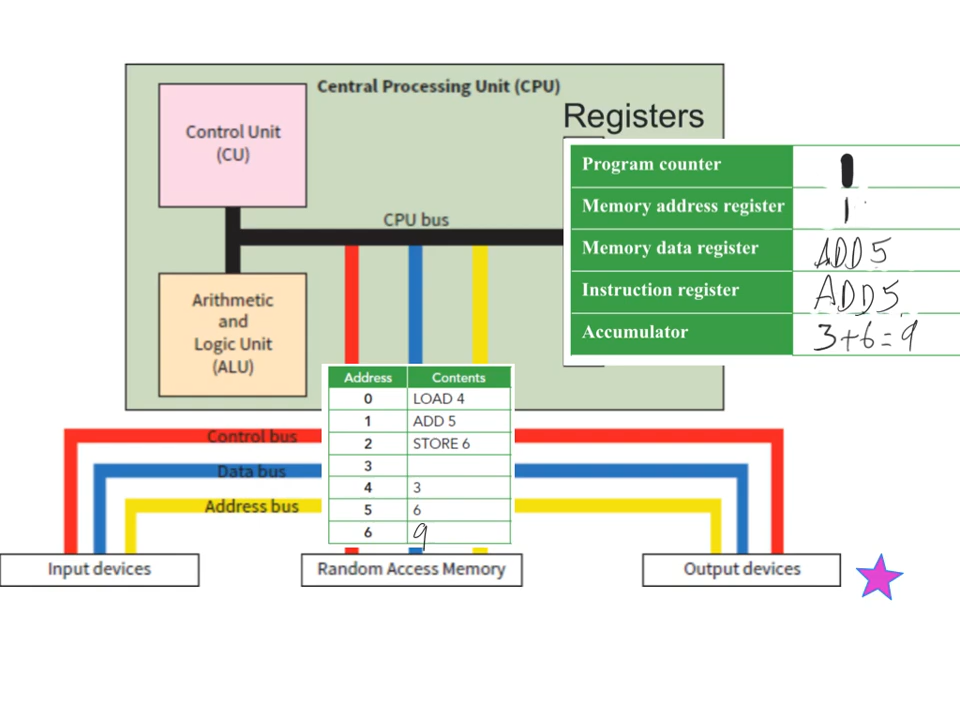 Central Processing Unit (CPU)
Registers
Control Unit
(CU)
Program counter 1
Memory address register 1
CPU bus
Memory data register ADD 5
Instruction register ADD 5
Arithmetic
and
Logic Unit
(ALU)
Accumulator 3+6=9
Address Contents
0 LOAD 4
1 ADD 5
2 STORE 6
3
4 3
5 6
6 9
Control bus
Data bus
Address bus
Input devices
Random Access Memory
Output devices